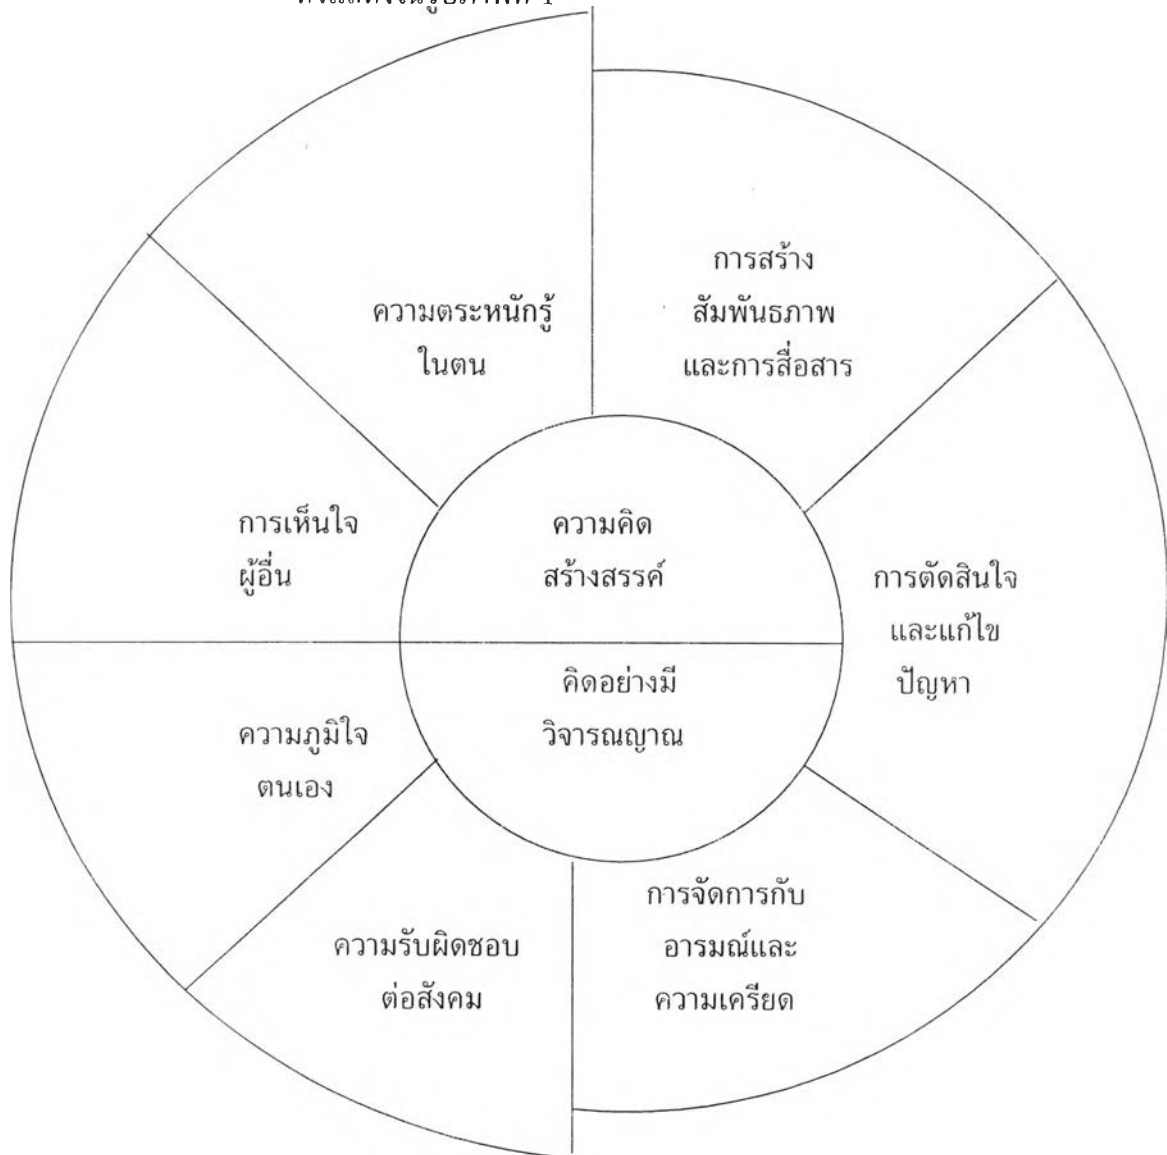 การสร้าง
สัมพันธภาพ
และการสื่อสาร
ความตระหนักรู้
ในตน
การเห็นใจ
ผู้อื่น
ความคิด
สร้างสรรค์
การตัดสินใจ
และแก้ไข
ปัญหา
คิดอย่างมี
วิจารณญาณ
ความภูมิใจ
ตนเอง
การจัดการกับ
อารมณ์และ
ความเครียด
ความรับผิดชอบ
ต่อสังคม